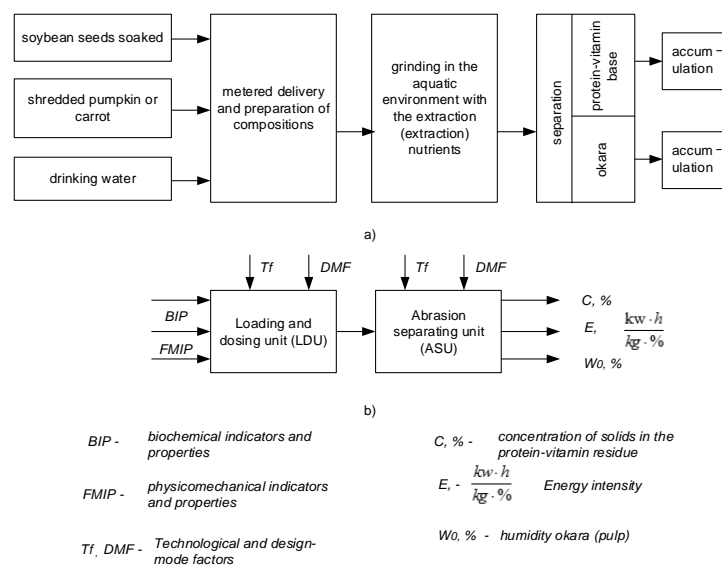 soybean seeds soaked
shredded pumpkin or
carrot
drinking water
metered delivery
and preparation of
compositions
grinding in the
aquatic
environment with
the extraction
(extraction)
nutrients
separation
protein-vitamin
base
okara
accum –
ulation
accum –
ulation
a)
Tf
DMF
Tf
DMF
BIP
FMIP
Loading and
dosing unit (LDU)
Abrasion
separating unit
(ASU)
C, %
E, kw · h
kg · %
W0, %
b)
BIP - biochemical indicators and
properties
FMIP - physicomechanical indicators
and properties
Tf, DMF - Technological and design-
mode factors
C, % - concentration of solids in the
protein-vitamin residue
E, - kw · h
kg · %
Energy intensity
W0, % - humidity okara (pulp)